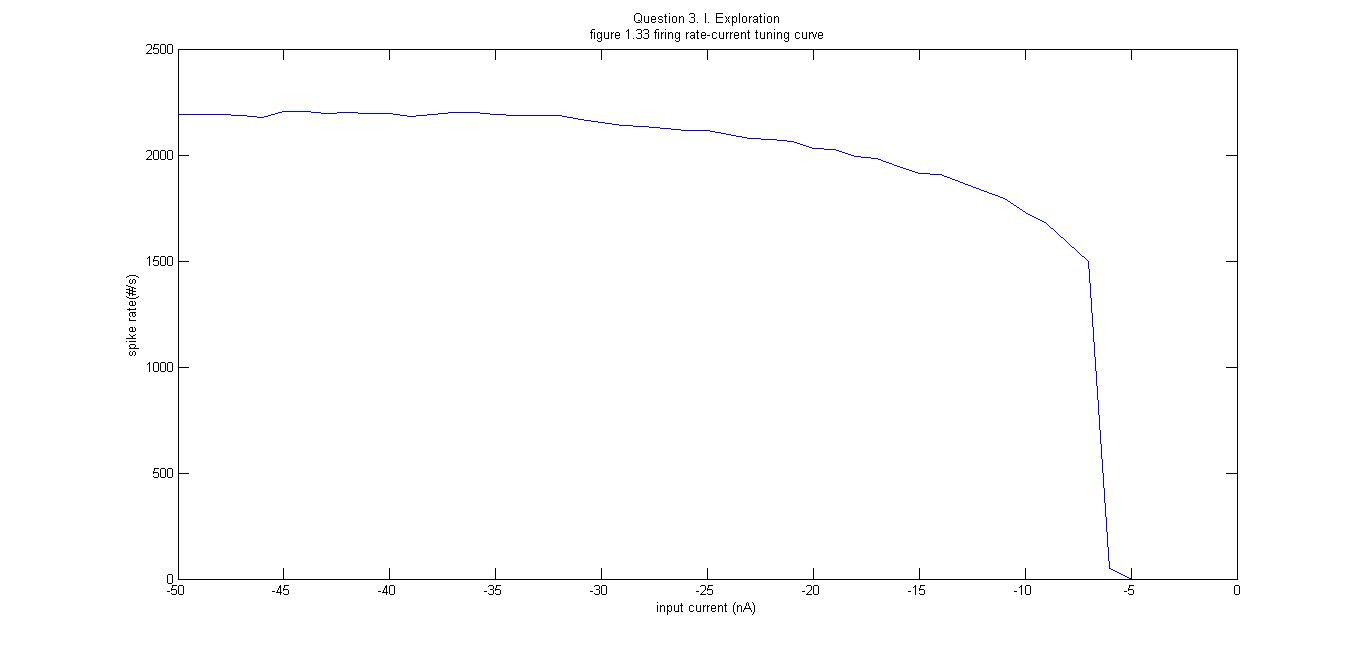 Question 3. I. Exploration
figure 1.33 firing rate-current tuning curve
2500
2000
1500
1000
500
0
spike rate(#/s)
-50 -45 -40 -35 -30 -25 -20 -15 -10 -5 0
input current (nA)